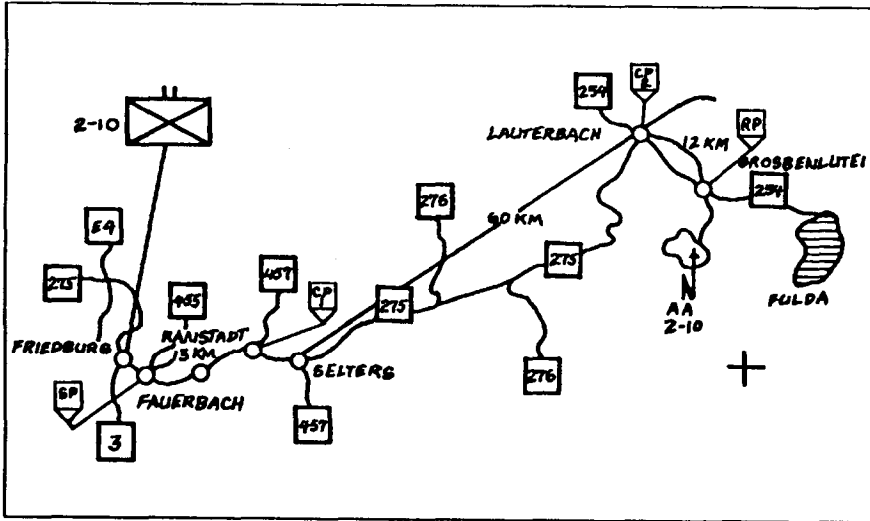 2-10
254
CP
2
RP
LAUTERBACH
12 KM
GROSBENLUTEI
254
276
60 KM
E4
275
455
457
CP
1
275
275
AA
2-10
FULDA
RANSTADT
13 KM
FRIEDBURG
SELTERS
276
FAUERBACH
SP
457
3